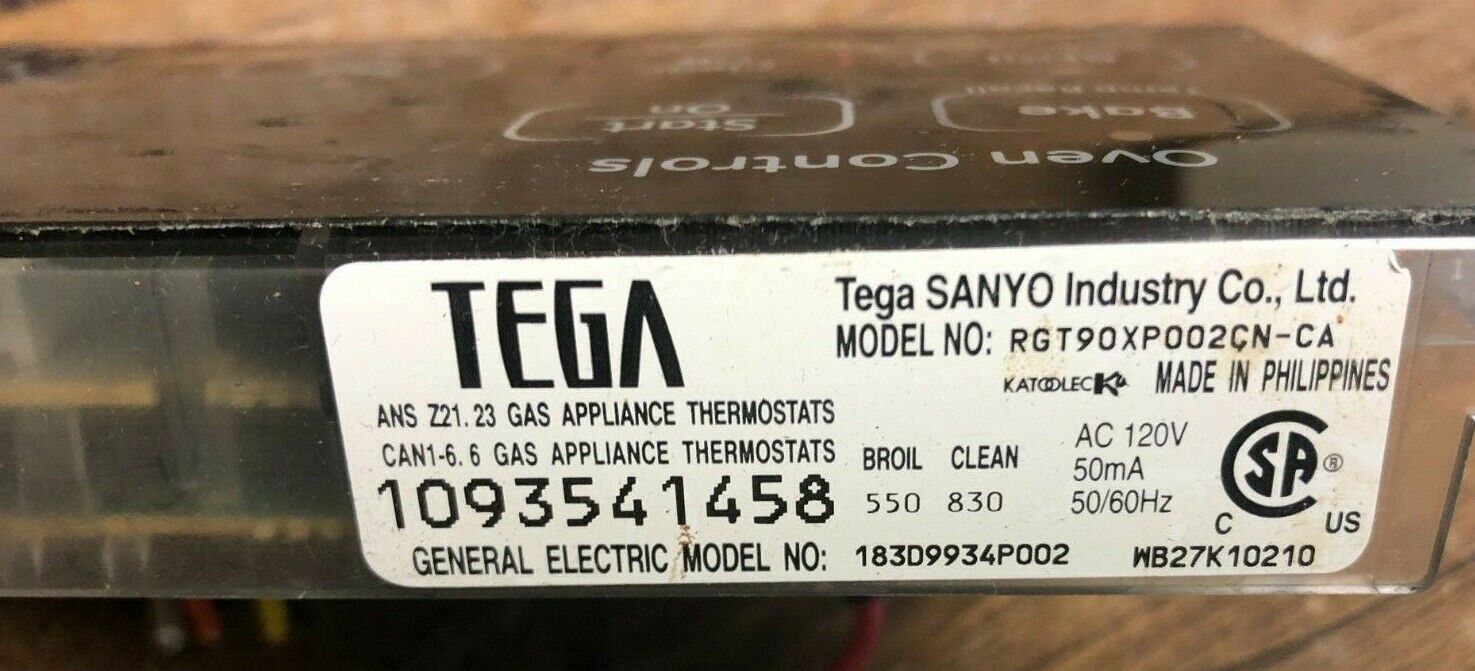 Start
On
Bake
Oven Controls
TEGA
Tega SANYO Industry Co., Ltd.
MODEL NO: RGT90XP002CN-CA
KATOOLEC MADE IN PHILIPPINES
ANS Z21.23 GAS APPLIANCE THERMOSTATS
CAN1-6.6 GAS APPLIANCE THERMOSTATS
1093541458
BROIL CLEAN
550 830
AC 120V
50mA
50/60Hz
SA ®
C US
GENERAL ELECTRIC MODEL NO: 183D9934P002 WB27K10210